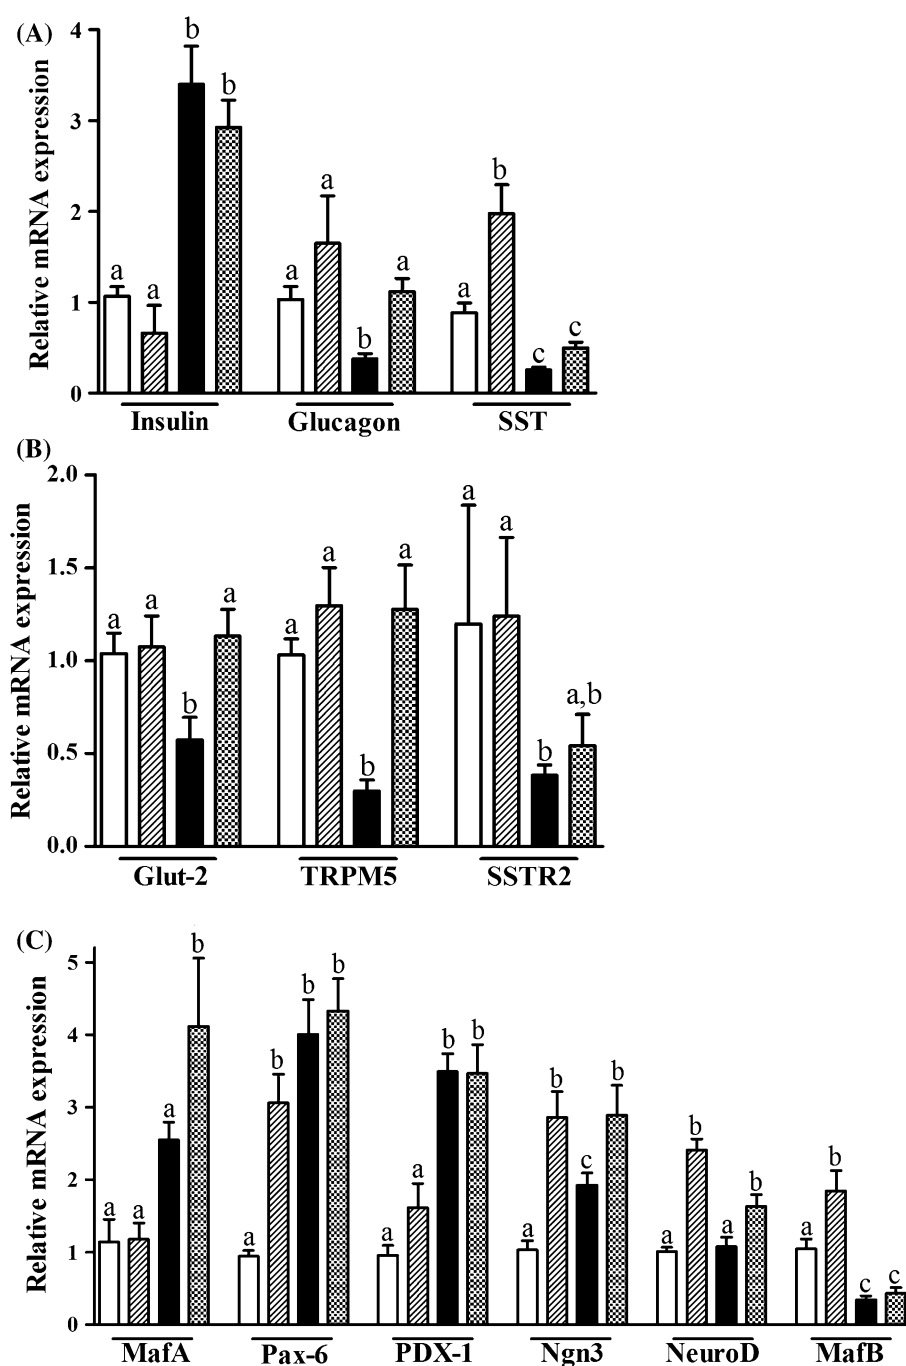 (A)
Relative mRNA expression
4
3
2
1
0
a
a
b
b
a
a
b
a
a
b
c
c
Insulin
Glucagon
SST
(B)
Relative mRNA expression
2.0
1.5
1.0
0.5
0.0
a
a
b
a
a
a
b
a
a
a
b
a,b
Glut-2
TRPM5
SSTR2
(C)
Relative mRNA expression
5
4
3
2
1
0
a
a
a
b
a
b
b
b
a
a
b
b
a
b
c
b
a
b
a
b
a
b
c
c
MafA
Pax-6
PDX-1
Ngn3
NeuroD
MafB